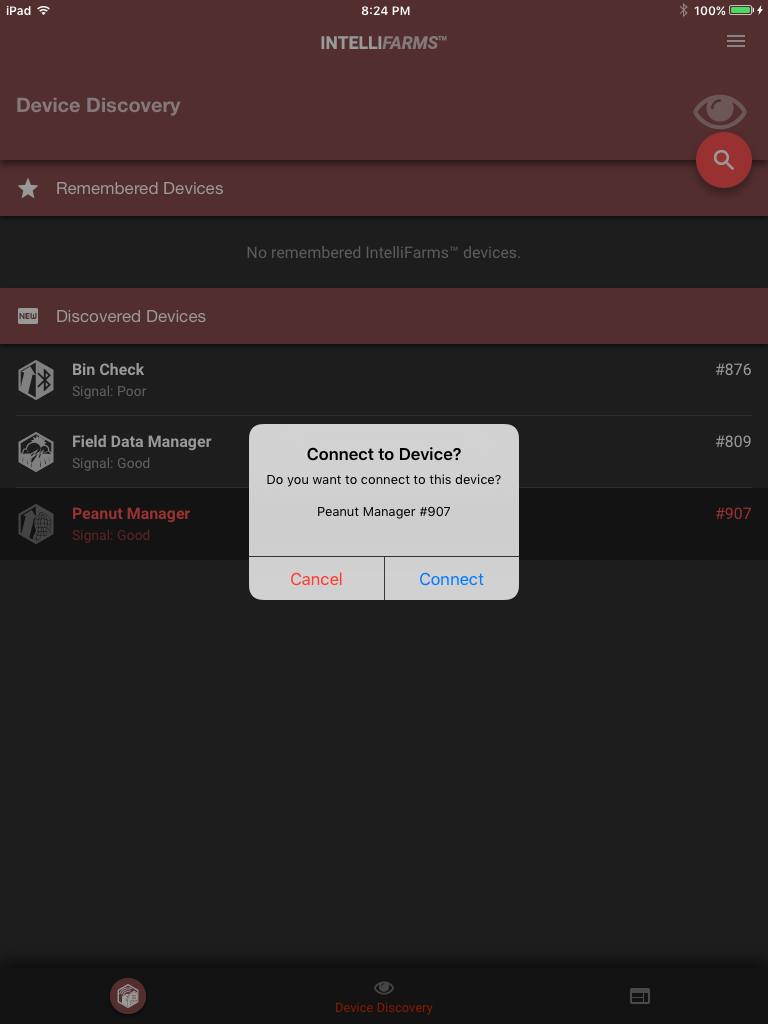 iPad 8:24 PM 100%
INTELLIFARMS™
Device Discovery
Remembered Devices
No remembered IntelliFarms™ devices.
NEW Discovered Devices
Bin Check #876
Signal: Poor
Field Data Manager #809
Signal: Good
Peanut Manager #907
Signal: Good
Connect to Device?
Do you want to connect to this device?
Peanut Manager #907
Cancel Connect
Device Discovery